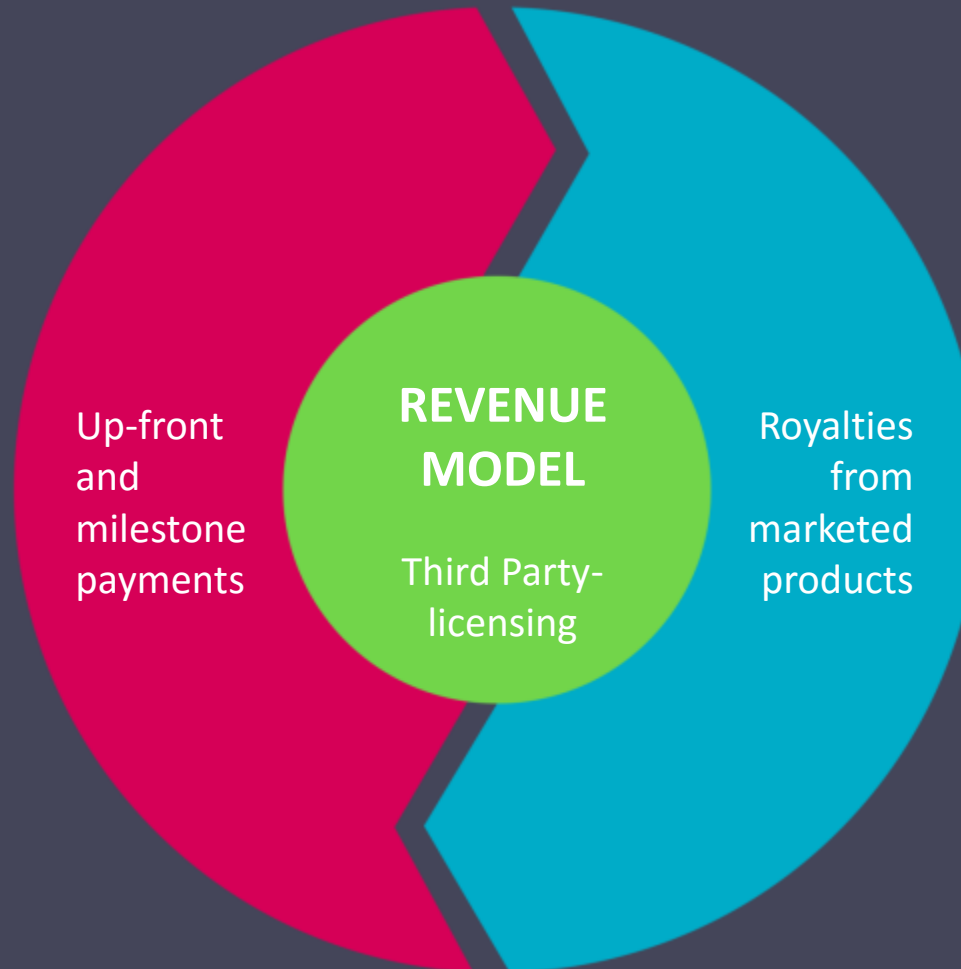 Up-front
and
milestone
payments
REVENUE
MODEL
Third Party-
licensing
Royalties
from
marketed
products